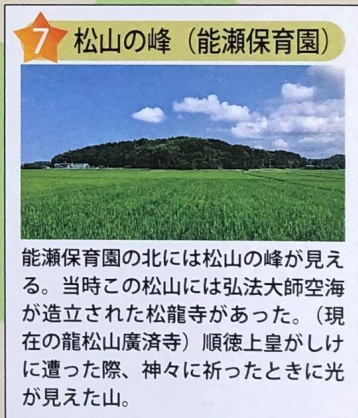 7 松山の峰（能瀬保育園）
能瀬保育園の北には松山の峰が見え
る。当時この松山には弘法大師空海
が造立された松龍寺があった。（現
在の龍松山廣済寺）順徳上皇がしけ
に遭った際、神々に祈ったときに光
が見えた山。